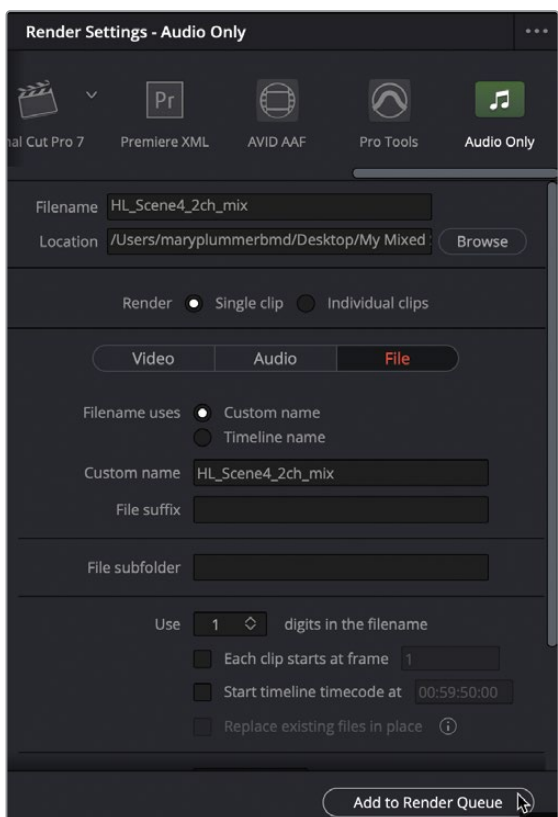 Render Settings - Audio Only
nal Cut Pro 7 Premiere XML AVID AAF Pro Tools Audio Only
Pr
Filename HL_Scene4_2ch_mix
Location /Users/maryplummerbmd/Desktop/My Mixed Browse
Render Single clip Individual clips
Video Audio File
Filename uses Custom name
Timeline name
Custom name HL_Scene4_2ch_mix
File suffix
File subfolder
Use 1 digits in the filename
Each clip starts at frame 1
Start timeline timecode at 00:59:50:00
Replace existing files in place
Add to Render Queue